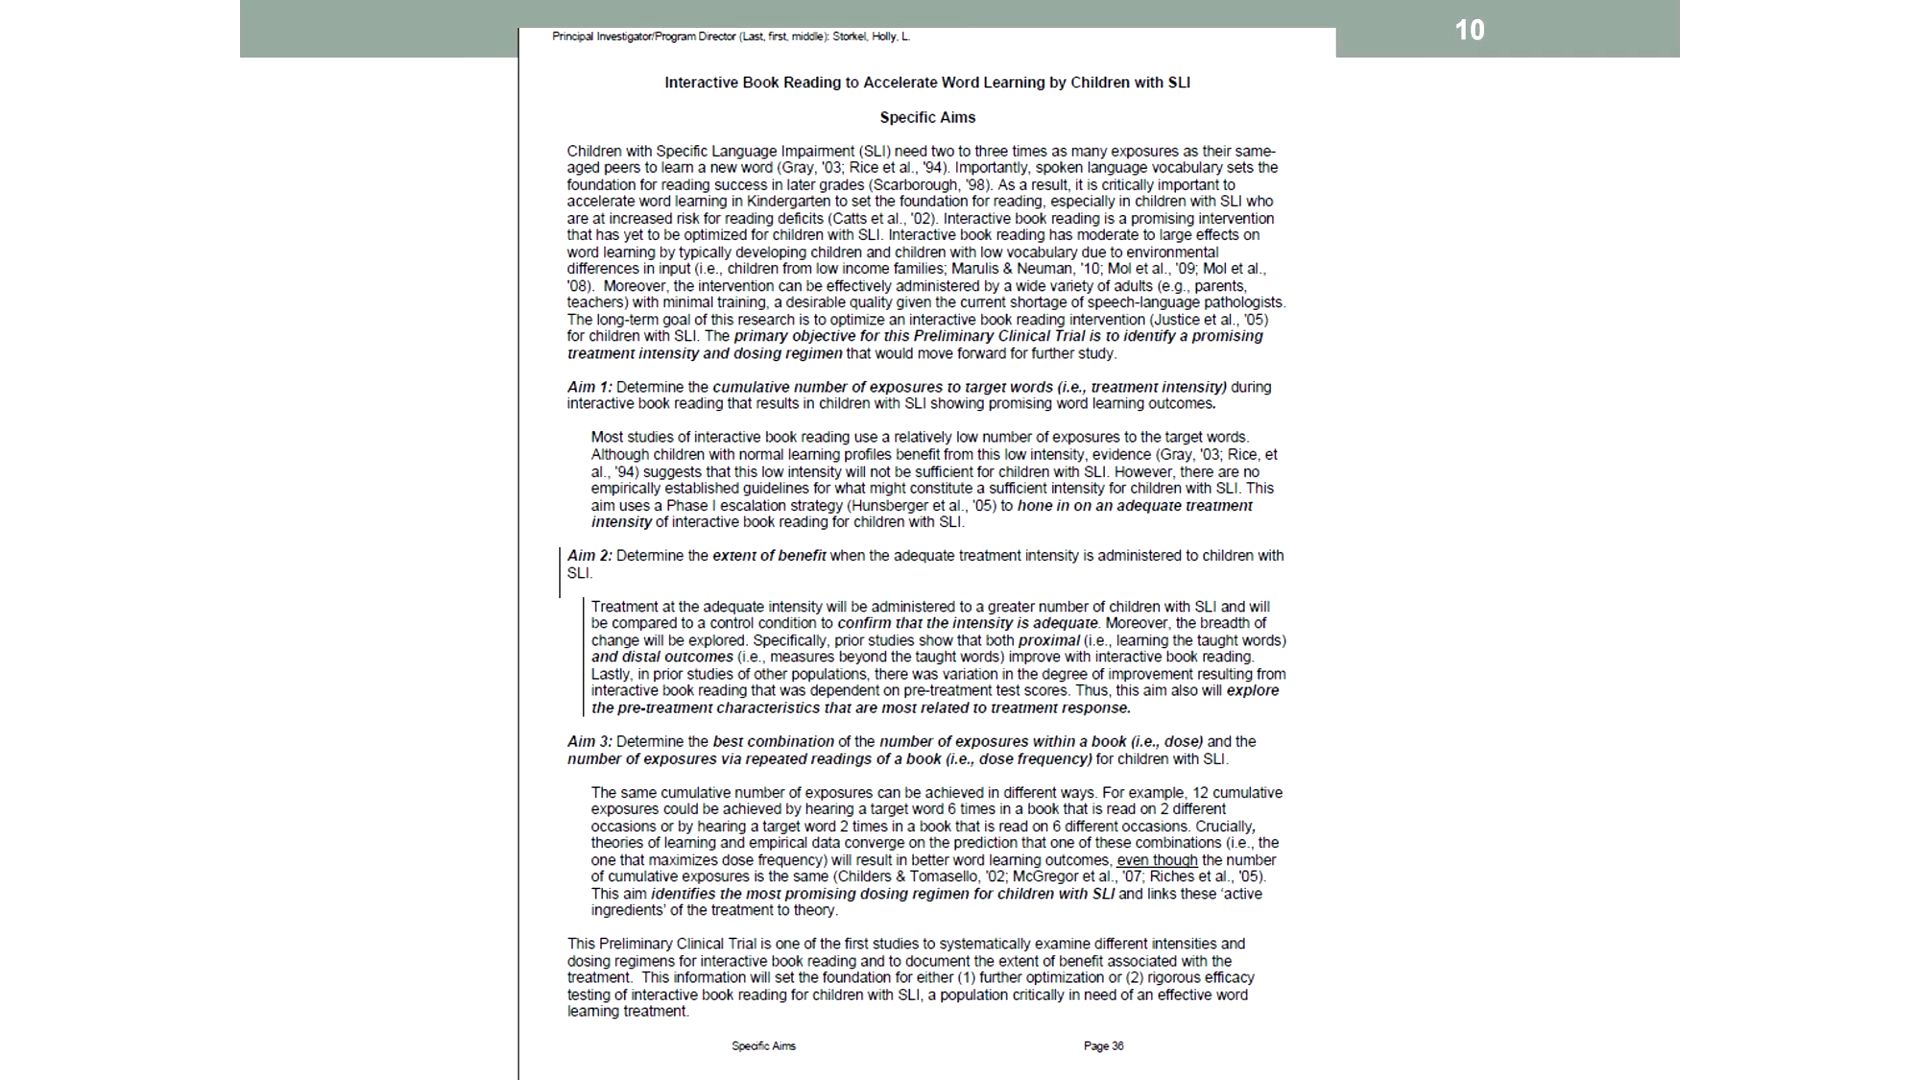 10
Principal Investigator/Program Director (Last, first, middle): Storkel, Holly, L.
Interactive Book Reading to Accelerate Word Learning by Children with SLI
Specific Aims
Children with Specific Language Impairment (SLI) need two to three times as many exposures as their same-
aged peers to learn a new word (Gray, '03; Rice et al., '94). Importantly, spoken language vocabulary sets the
foundation for reading success in later grades (Scarborough, '98). As a result, it is critically important to
accelerate word learning in Kindergarten to set the foundation for reading, especially in children with SLI who
are at increased risk for reading deficits (Catts et al., '02). Interactive book reading is a promising intervention
that has yet to be optimized for children with SLI. Interactive book reading has moderate to large effects on
word learning by typically developing children and children with low vocabulary due to environmental
differences in input (i.e., children from low income families; Marulis & Neuman, '10; Mol et al., '09; Mol et al.,
'08). Moreover, the intervention can be effectively administered by a wide variety of adults (e.g., parents,
teachers) with minimal training, a desirable quality given the current shortage of speech-language pathologists.
The long-term goal of this research is to optimize an interactive book reading intervention (Justice et al., '05)
for children with SLI. The primary objective for this Preliminary Clinical Trial is to identify a promising
treatment intensity and dosing regimen that would move forward for further study.
Aim 1: Determine the cumulative number of exposures to target words (i.e., treatment intensity) during
interactive book reading that results in children with SLI showing promising word learning outcomes.
Most studies of interactive book reading use a relatively low number of exposures to the target words.
Although children with normal learning profiles benefit from this low intensity, evidence (Gray, '03; Rice, et
al., '94) suggests that this low intensity will not be sufficient for children with SLI. However, there are no
empirically established guidelines for what might constitute a sufficient intensity for children with SLI. This
aim uses a Phase I escalation strategy (Hunsberger et al., '05) to hone in on an adequate treatment
intensity of interactive book reading for children with SLI.
Aim 2: Determine the extent of benefit when the adequate treatment intensity is administered to children with
SLI.
Treatment at the adequate intensity will be administered to a greater number of children with SLI and will
be compared to a control condition to confirm that the intensity is adequate. Moreover, the breadth of
change will be explored. Specifically, prior studies show that both proximal (i.e., learning the taught words)
and distal outcomes (i.e., measures beyond the taught words) improve with interactive book reading.
Lastly, in prior studies of other populations, there was variation in the degree of improvement resulting from
interactive book reading that was dependent on pre-treatment test scores. Thus, this aim also will explore
the pre-treatment characteristics that are most related to treatment response.
Aim 3: Determine the best combination of the number of exposures within a book (i.e., dose) and the
number of exposures via repeated readings of a book (i.e., dose frequency) for children with SLI.
The same cumulative number of exposures can be achieved in different ways. For example, 12 cumulative
exposures could be achieved by hearing a target word 6 times in a book that is read on 2 different
occasions or by hearing a target word 2 times in a book that is read on 6 different occasions. Crucially,
theories of learning and empirical data converge on the prediction that one of these combinations (i.e., the
one that maximizes dose frequency) will result in better word learning outcomes, even though the number
of cumulative exposures is the same (Childers & Tomasello, '02; McGregor et al., '07; Riches et al., '05).
This aim identifies the most promising dosing regimen for children with SLI and links these 'active
ingredients' of the treatment to theory.
This Preliminary Clinical Trial is one of the first studies to systematically examine different intensities and
dosing regimens for interactive book reading and to document the extent of benefit associated with the
treatment. This information will set the foundation for either (1) further optimization or (2) rigorous efficacy
testing of interactive book reading for children with SLI, a population critically in need of an effective word
learning treatment.
Specific Aims Page 36